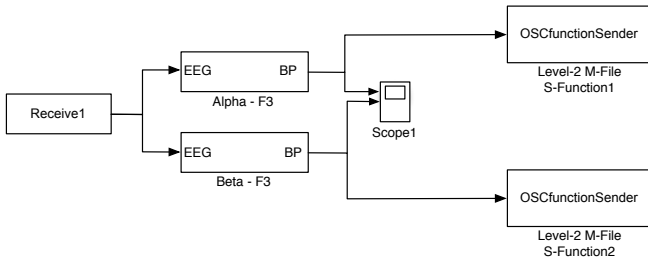 OSCfunctionSender
Level-2 M-File
S-Function1
EEG BP
Alpha - F3
Receive1
Scope1
EEG BP
Beta - F3
OSCfunctionSender
Level-2 M-File
S-Function2